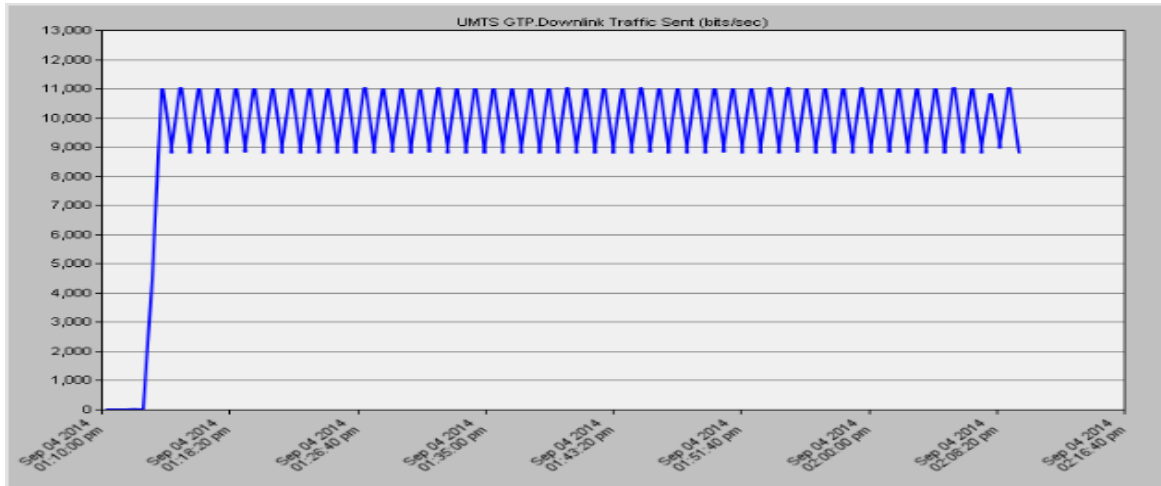 UMTS GTP.Downlink Traffic Sent (bits/sec)
13,000
12,000
11,000
10,000
9,000
8,000
7,000
6,000
5,000
4,000
3,000
2,000
1,000
0
Sep 04 2014
01:10:00 pm
Sep 04 2014
01:18:20 pm
Sep 04 2014
01:26:40 pm
Sep 04 2014
01:35:00 pm
Sep 04 2014
01:43:20 pm
Sep 04 2014
01:51:40 pm
Sep 04 2014
02:00:00 pm
Sep 04 2014
02:08:20 pm
Sep 04 2014
02:16:40 pm